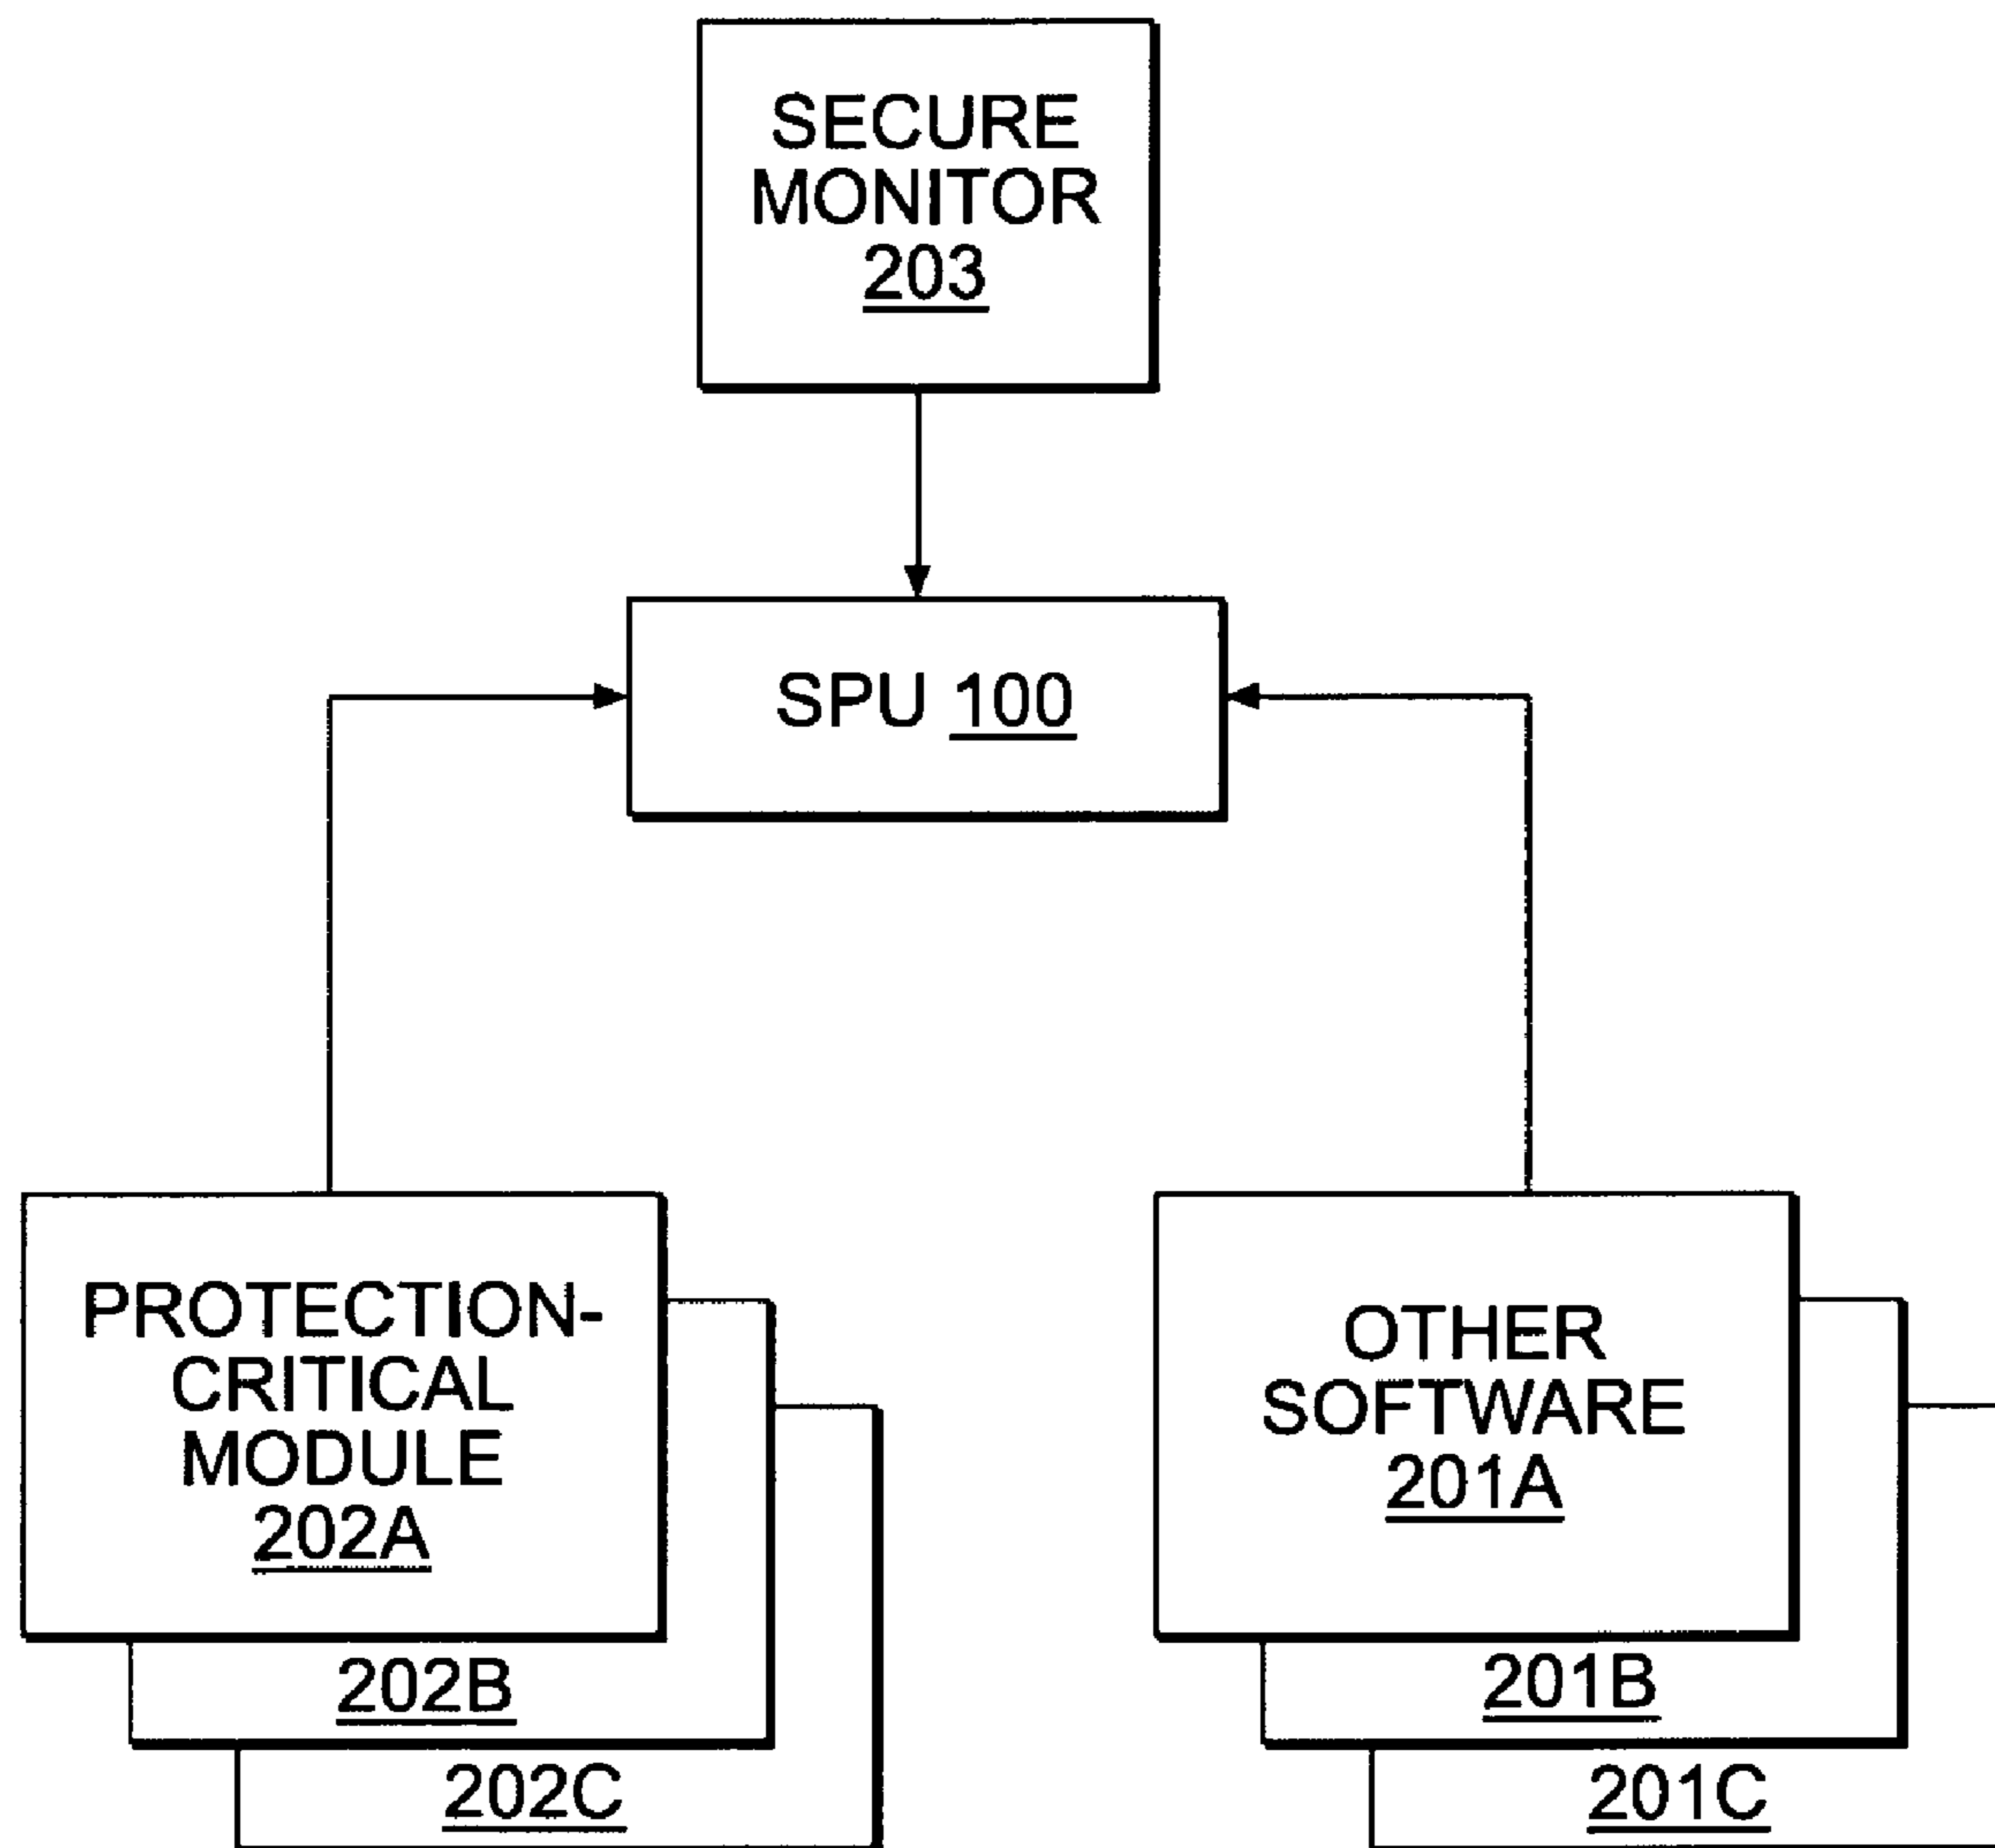 SECURE
MONITOR
203
SPU 100
PROTECTION-
CRITICAL
MODULE
202A
202B
202C
OTHER
SOFTWARE
201A
201B
201C